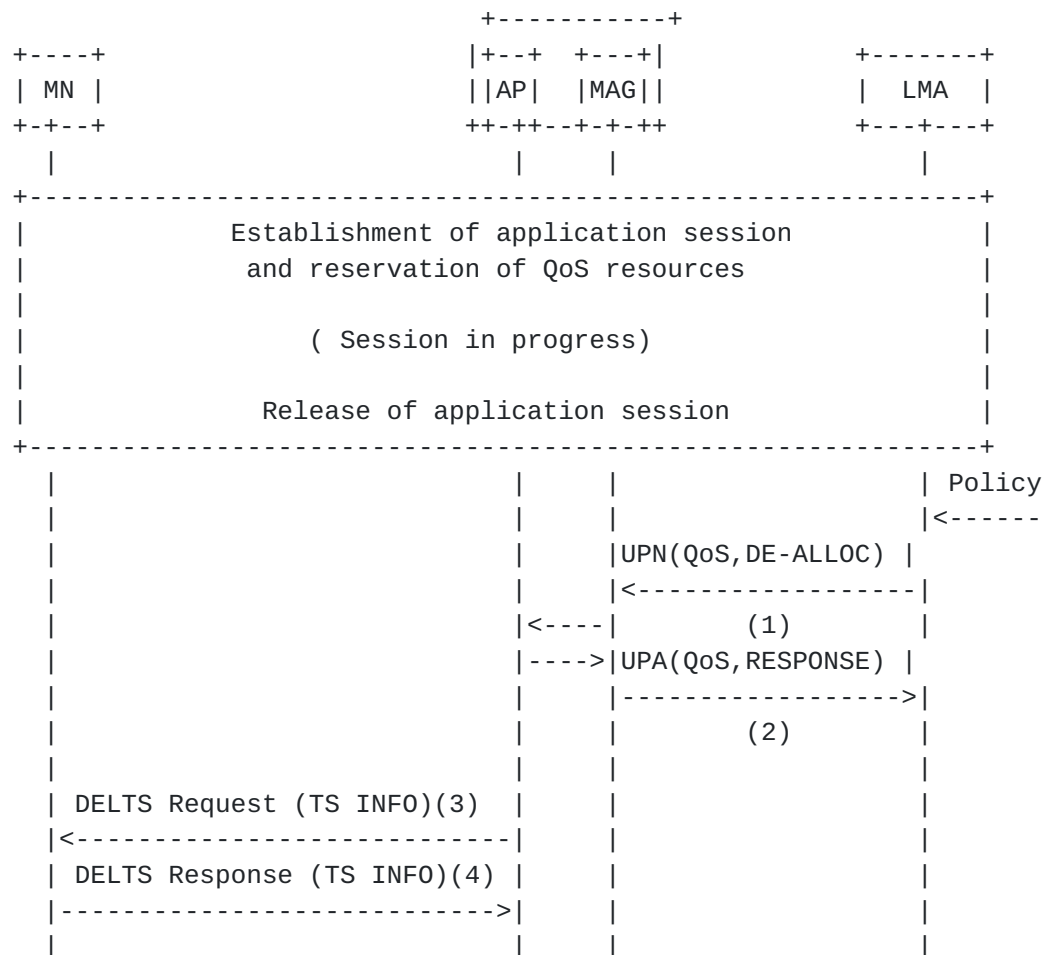 MN AP MAG LMA
Establishment of application session
and reservation of QoS resources
( Session in progress)
Release of application session
Policy
UPN(QoS,DE-ALLOC)
(1)
UPA(QoS,RESPONSE)
(2)
DELTS Request (TS INFO)(3)
DELTS Response (TS INFO)(4)